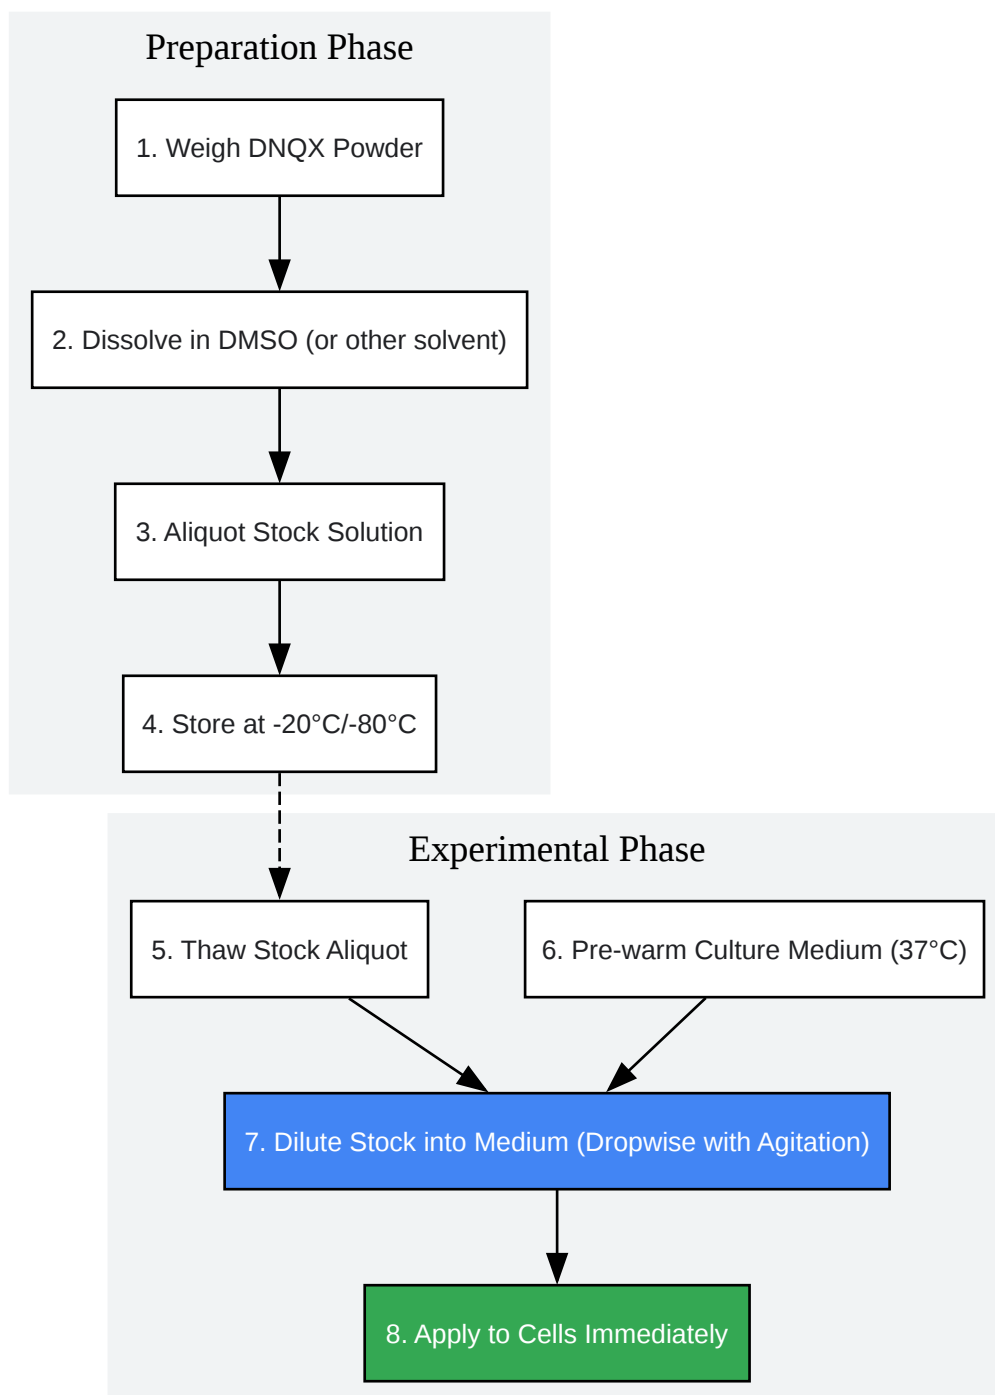 Preparation Phase
1. Weigh DNQX Powder
2. Dissolve in DMSO (or other solvent)
3. Aliquot Stock Solution
4. Store at -20°C/-80°C
Experimental Phase
5. Thaw Stock Aliquot
6. Pre-warm Culture Medium (37°C)
7. Dilute Stock into Medium (Dropwise with Agitation)
8. Apply to Cells Immediately